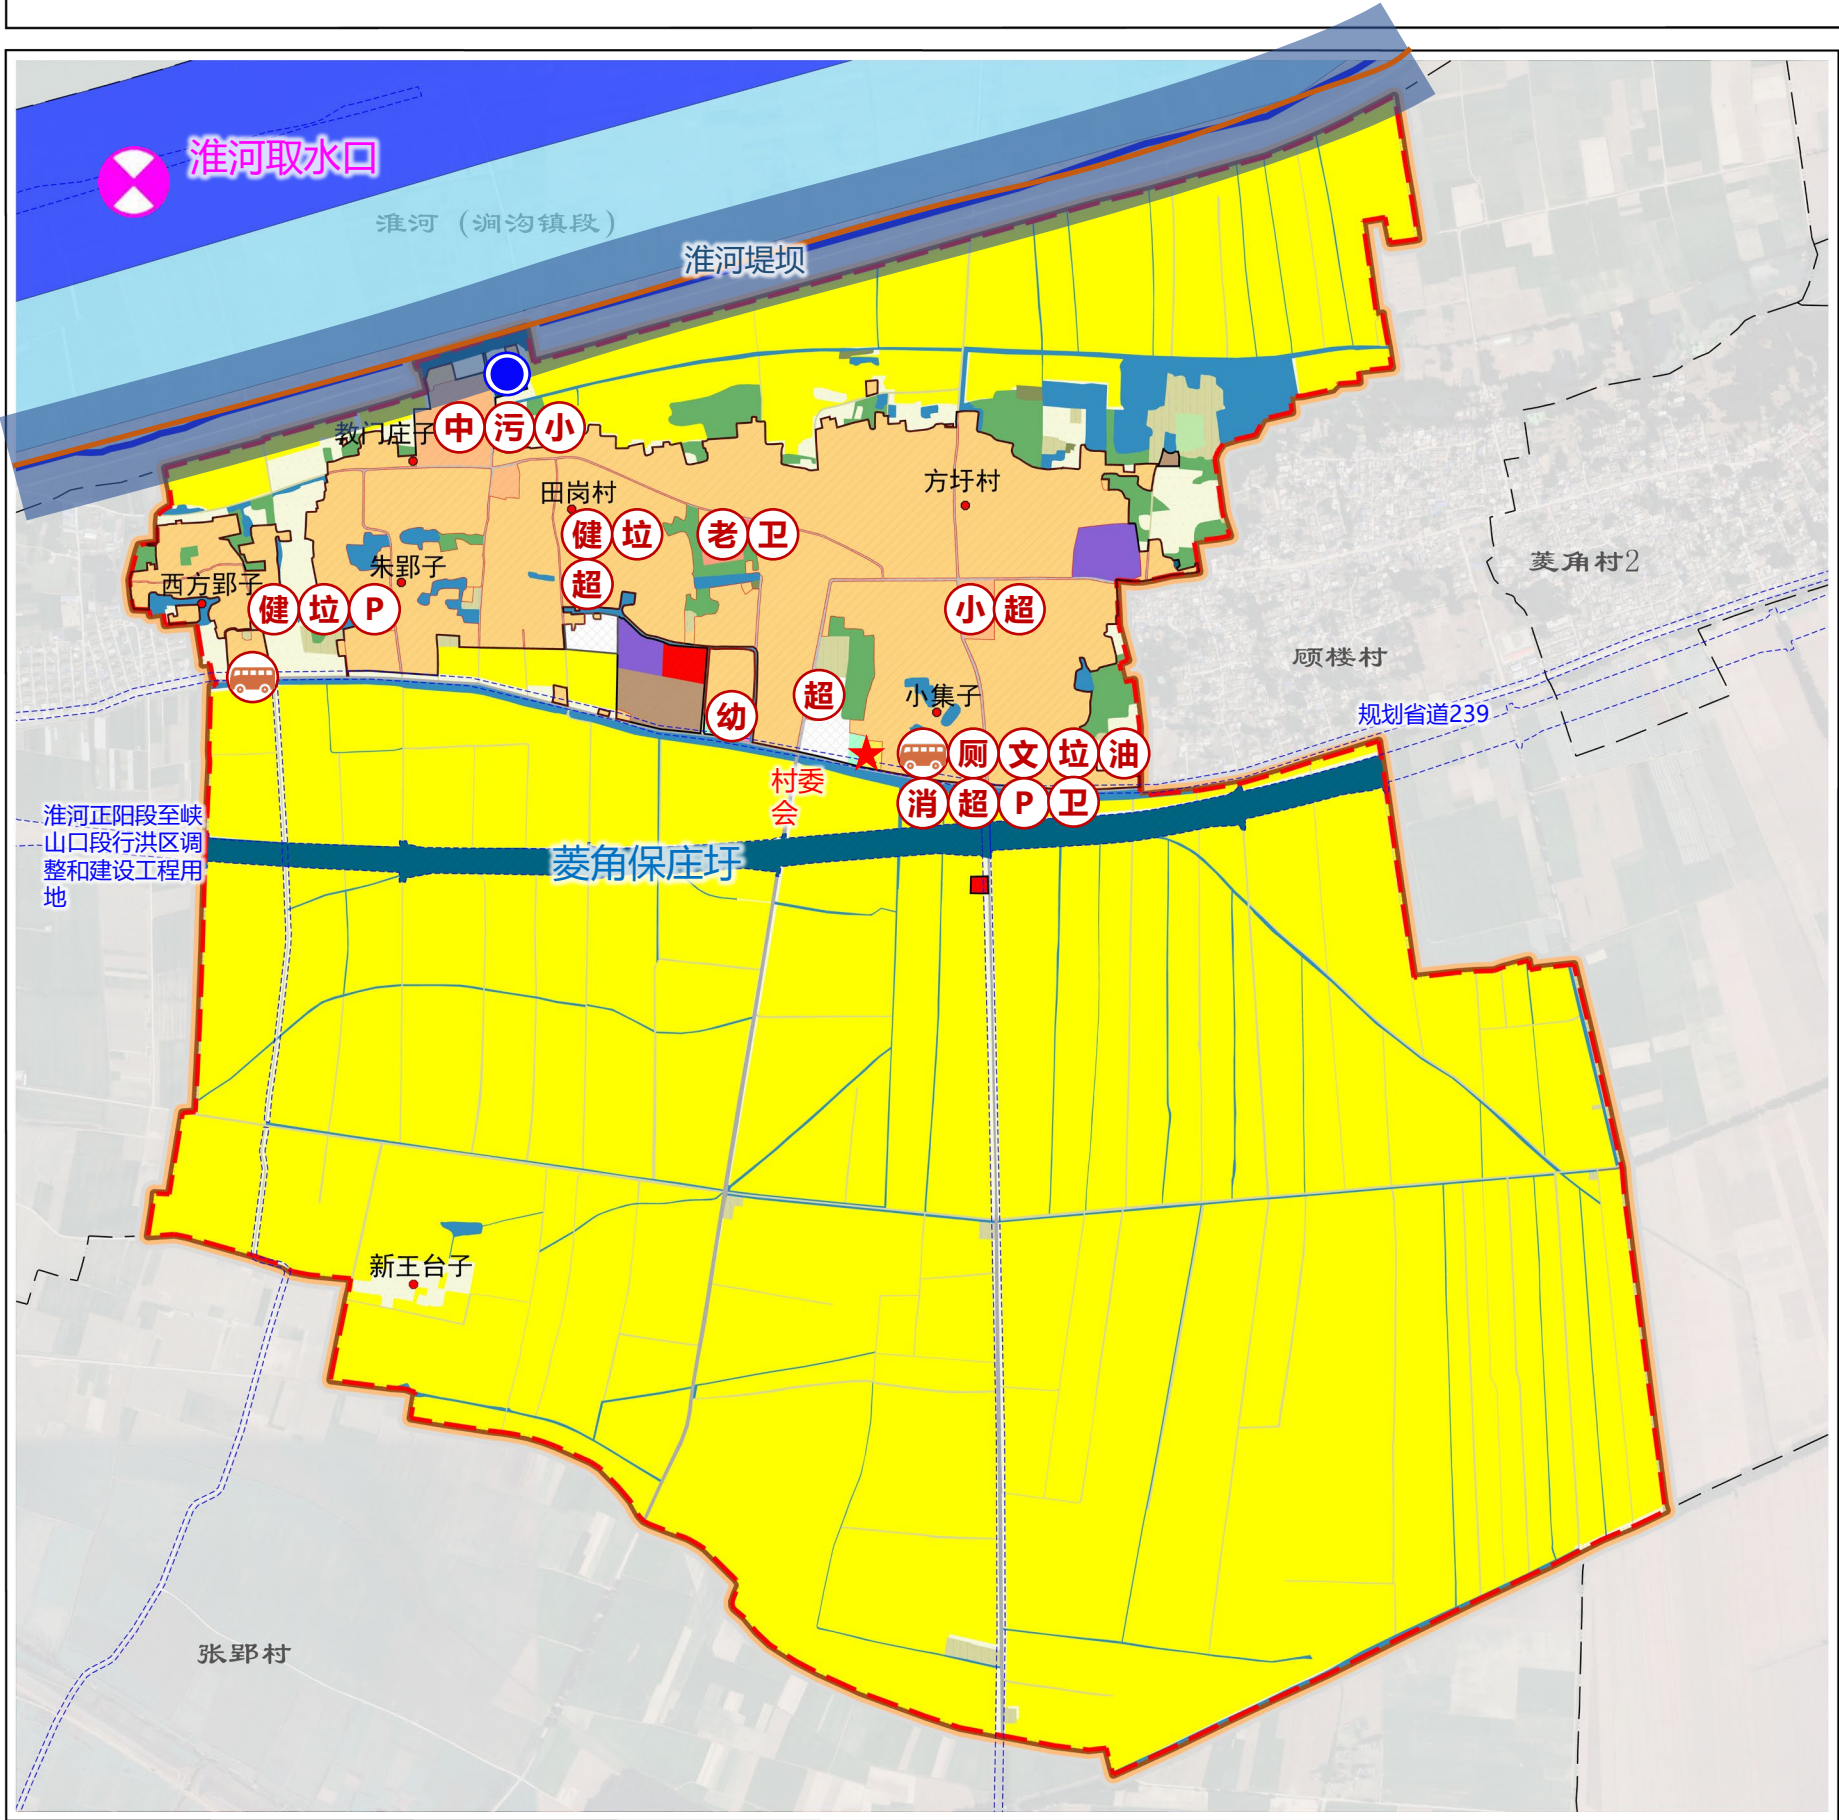 淮河取水口
淮河（涧沟镇段）
淮河堤坝
教门庄子
中 污 小
田岗村
方圩村
健 垃 老 卫
超
朱郢子
西方郢子
健 垃 P
小 超
菱角村2
顾楼村
超
小集子
幼
规划省道239
厕 文 垃 油
村委
会
消 超 P 卫
淮河正阳段至峡
山口段行洪区调
整和建设工程用
地
菱角保庄圩
新王台子
张郢村